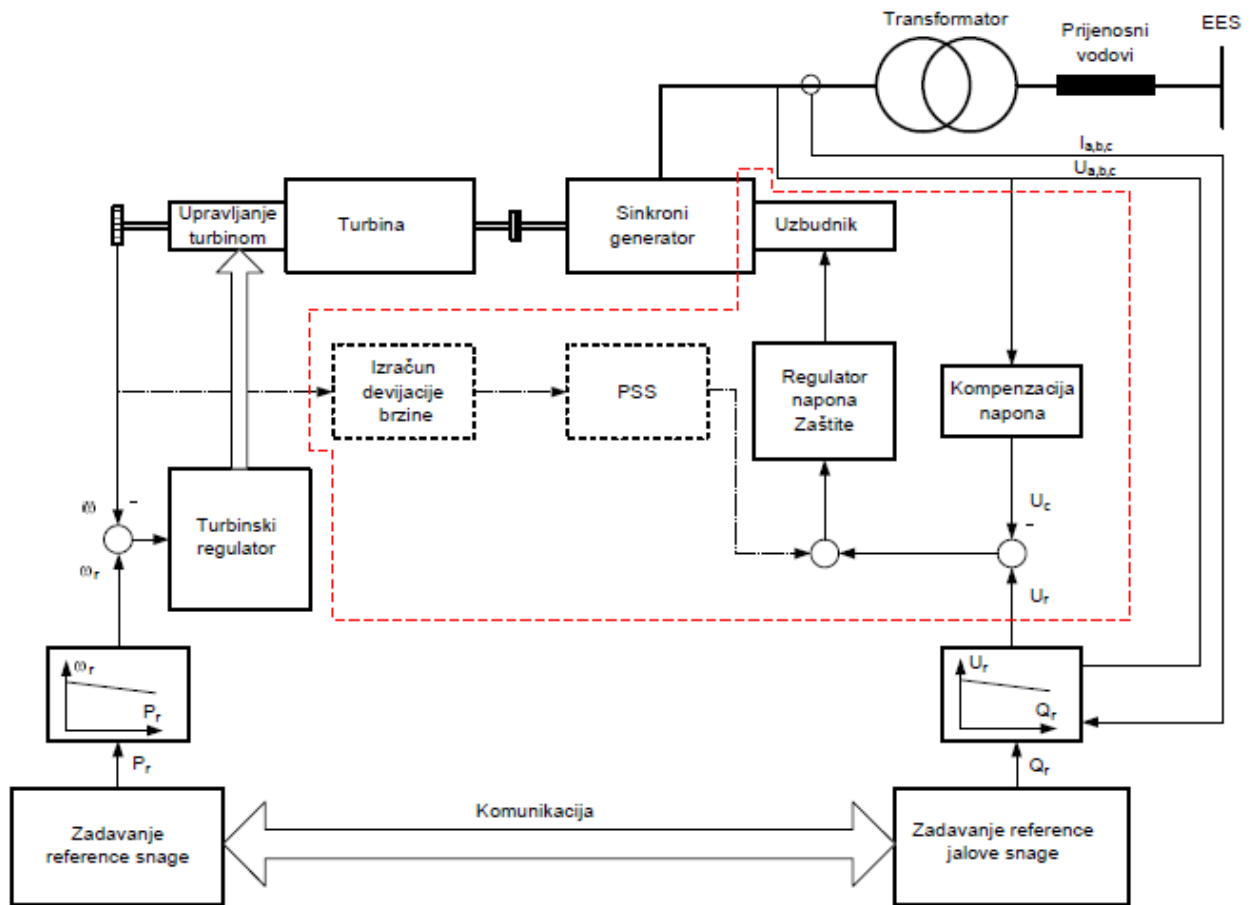 Transformator
Prijenosni
vodovi
EES
I a,b,c
U a,b,c
Upravljanje
turbinom
Turbina
Sinkroni
generator
Uzbudnik
Izračun
devijacije
brzine
PSS
Regulator
napona
Zaštite
Kompenzacija
napona
ω
-
Turbinski
regulator
ωr
Uc
-
Ur
ωr
Pr
Ur
Qr
Pr
Qr
Zadavanje
reference snage
Komunikacija
Zadavanje reference
jalove snage